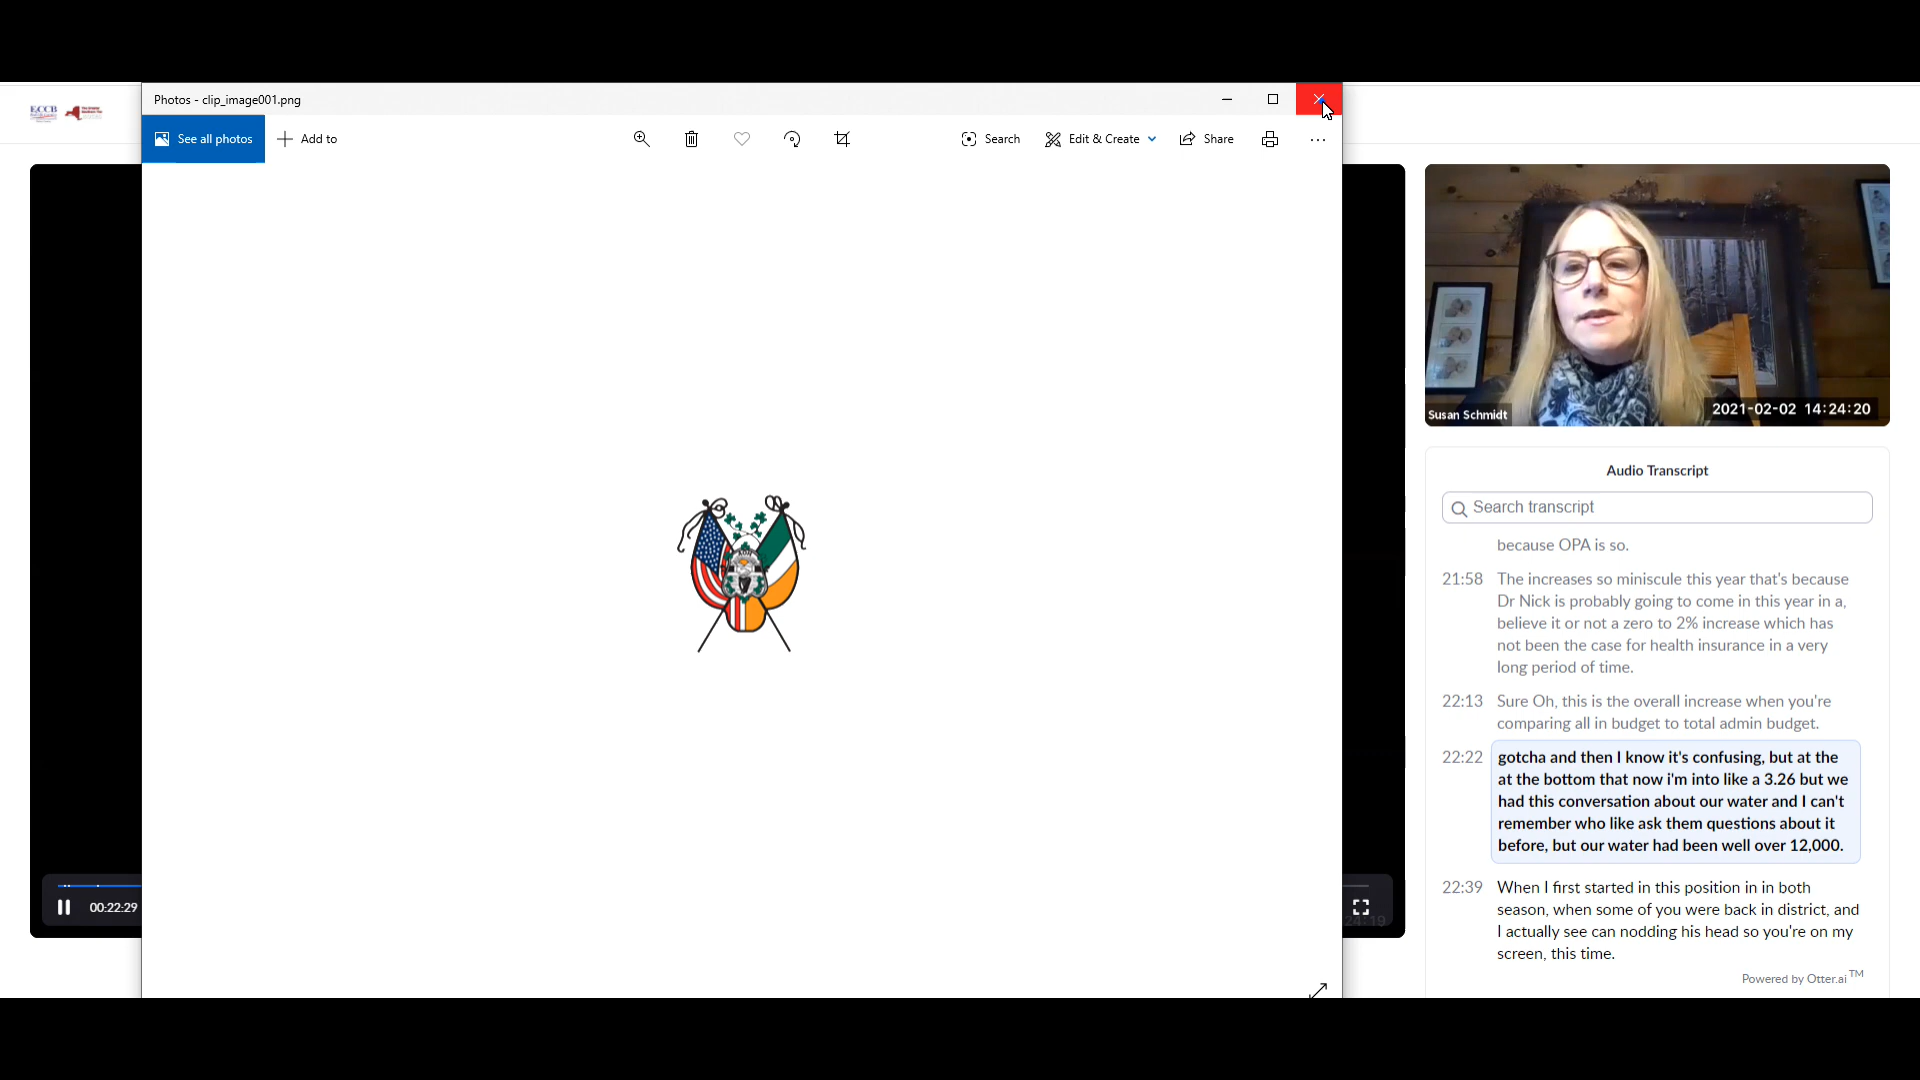 Photos - clip_image001.png
See all photos
Add to
Search
Edit & Create
Share
ECCB
00:22:29
Susan Schmidt
2021-02-02 14:24:20
Audio Transcript
Search transcript
because OPA is so.
21:58 The increases so miniscule this year that's because
Dr Nick is probably going to come in this year in a,
believe it or not a zero to 2% increase which has
not been the case for health insurance in a very
long period of time.
22:13 Sure Oh, this is the overall increase when you're
comparing all in budget to total admin budget.
22:22 gotcha and then I know it's confusing, but at the
at the bottom that now i'm into like a 3.26 but we
had this conversation about our water and I can't
remember who like ask them questions about it
before, but our water had been well over 12,000.
22:39 When I first started in this position in in both
season, when some of you were back in district, and
I actually see can nodding his head so you're on my
screen, this time.
Powered by Otter.ai TM